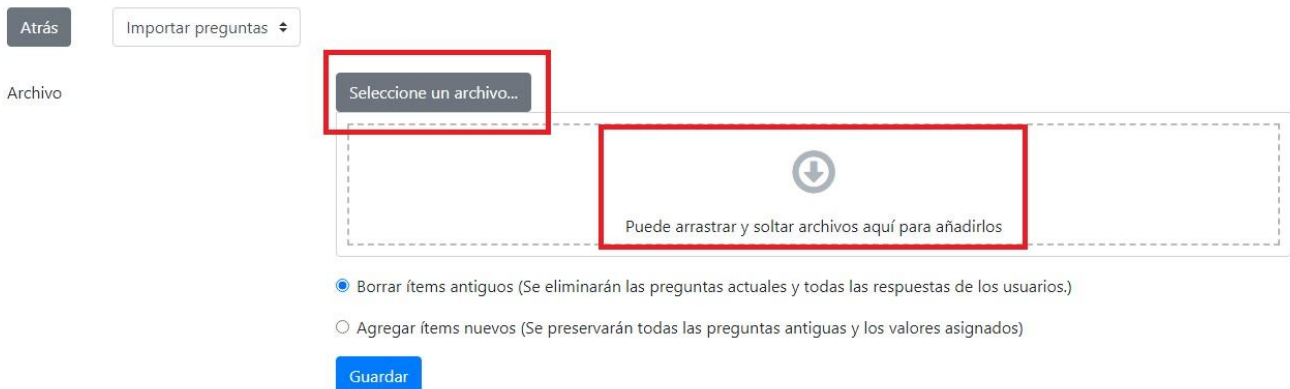 Atrás
Importar preguntas
Archivo
Seleccione un archivo...
Puede arrastrar y soltar archivos aquí para añadirlos
Borrar ítems antiguos (Se eliminarán las preguntas actuales y todas las respuestas de los usuarios.)
Agregar ítems nuevos (Se preservarán todas las preguntas antiguas y los valores asignados)
Guardar